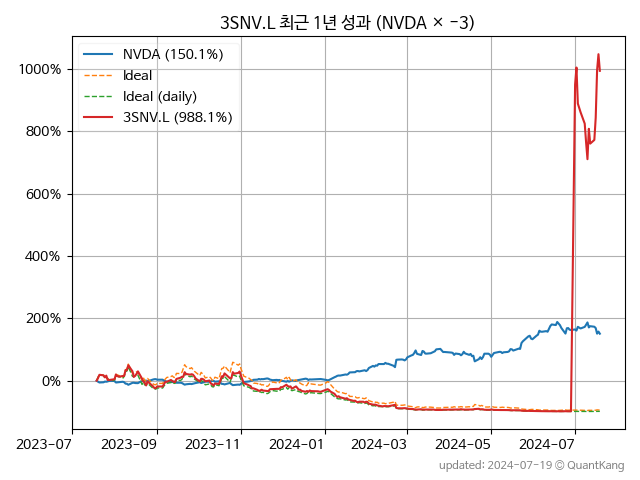 3SNV.L 최근 1년 성과 (NVDA × −3)
NVDA (150.1%)
Ideal
Ideal (daily)
3SNV.L (988.1%)
1000%
800%
600%
400%
200%
0%
2023-07
2023-09
2023-11
2024-01
2024-03
2024-05
2024-07
updated: 2024-07-19 © QuantKang